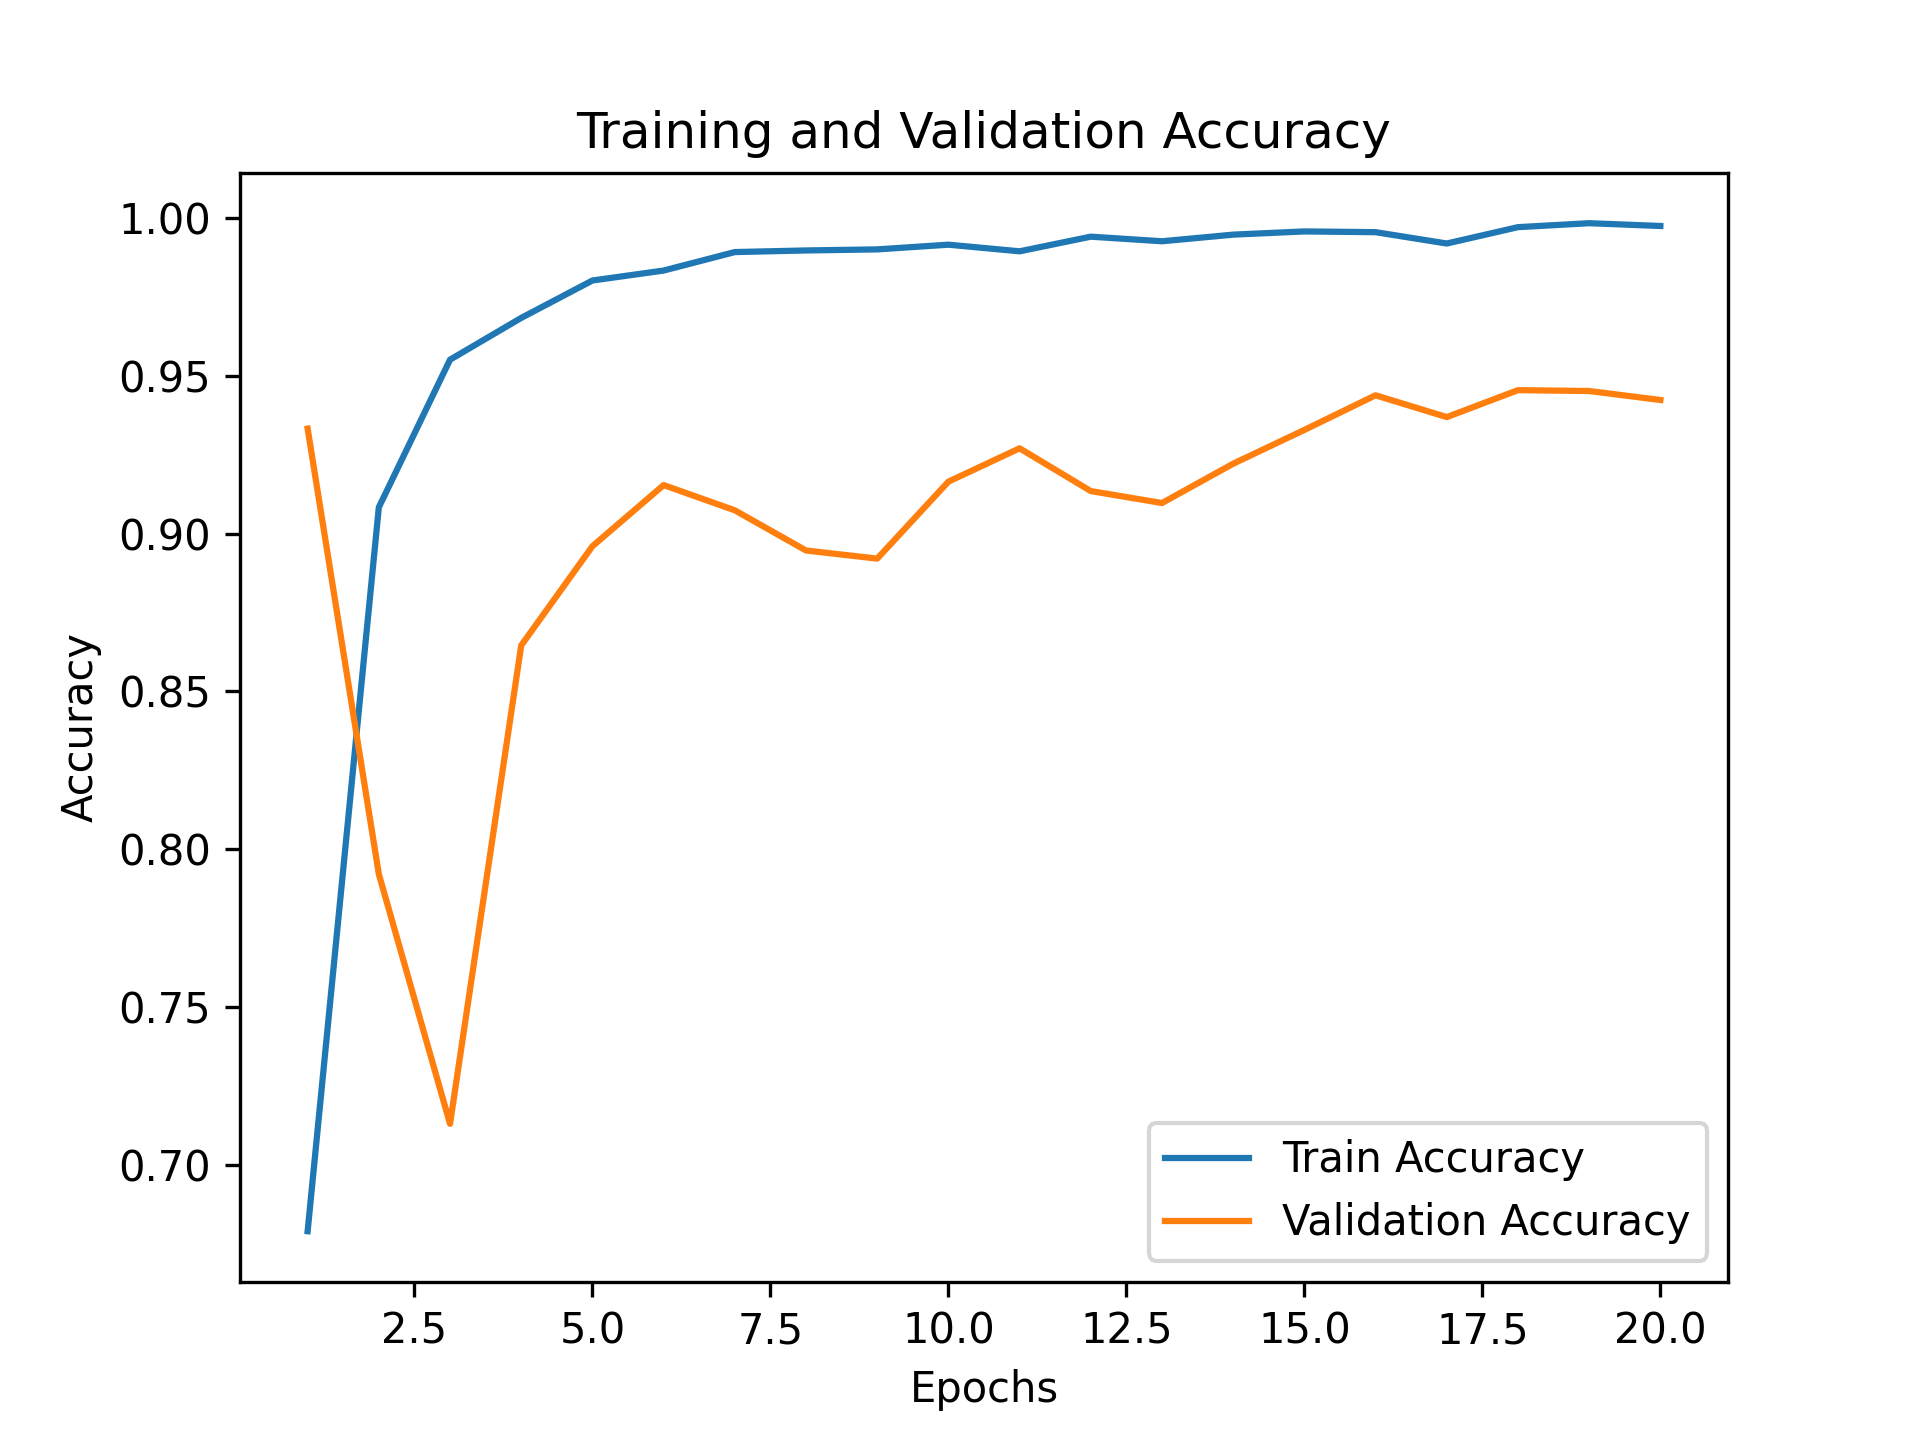 Training and Validation Accuracy
1.00
0.95
0.90
0.85
0.80
0.75
0.70
Accuracy
Train Accuracy
Validation Accuracy
2.5 5.0 7.5 10.0 12.5 15.0 17.5 20.0
Epochs